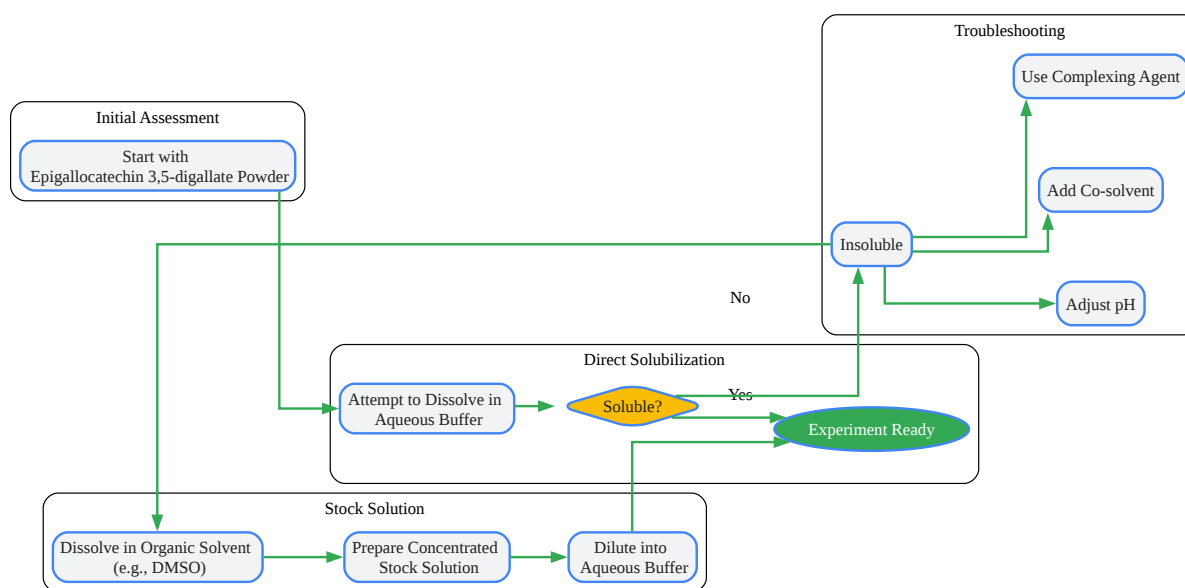 Troubleshooting
Use Complexing Agent
Initial Assessment
Start with
Epigallocatechin 3,5-digallate Powder
Add Co-solvent
Insoluble
Adjust pH
No
Direct Solubilization
Attempt to Dissolve in
Aqueous Buffer
Soluble?
Yes
Experiment Ready
Stock Solution
Dissolve in Organic Solvent
(e.g., DMSO)
Prepare Concentrated
Stock Solution
Dilute into
Aqueous Buffer